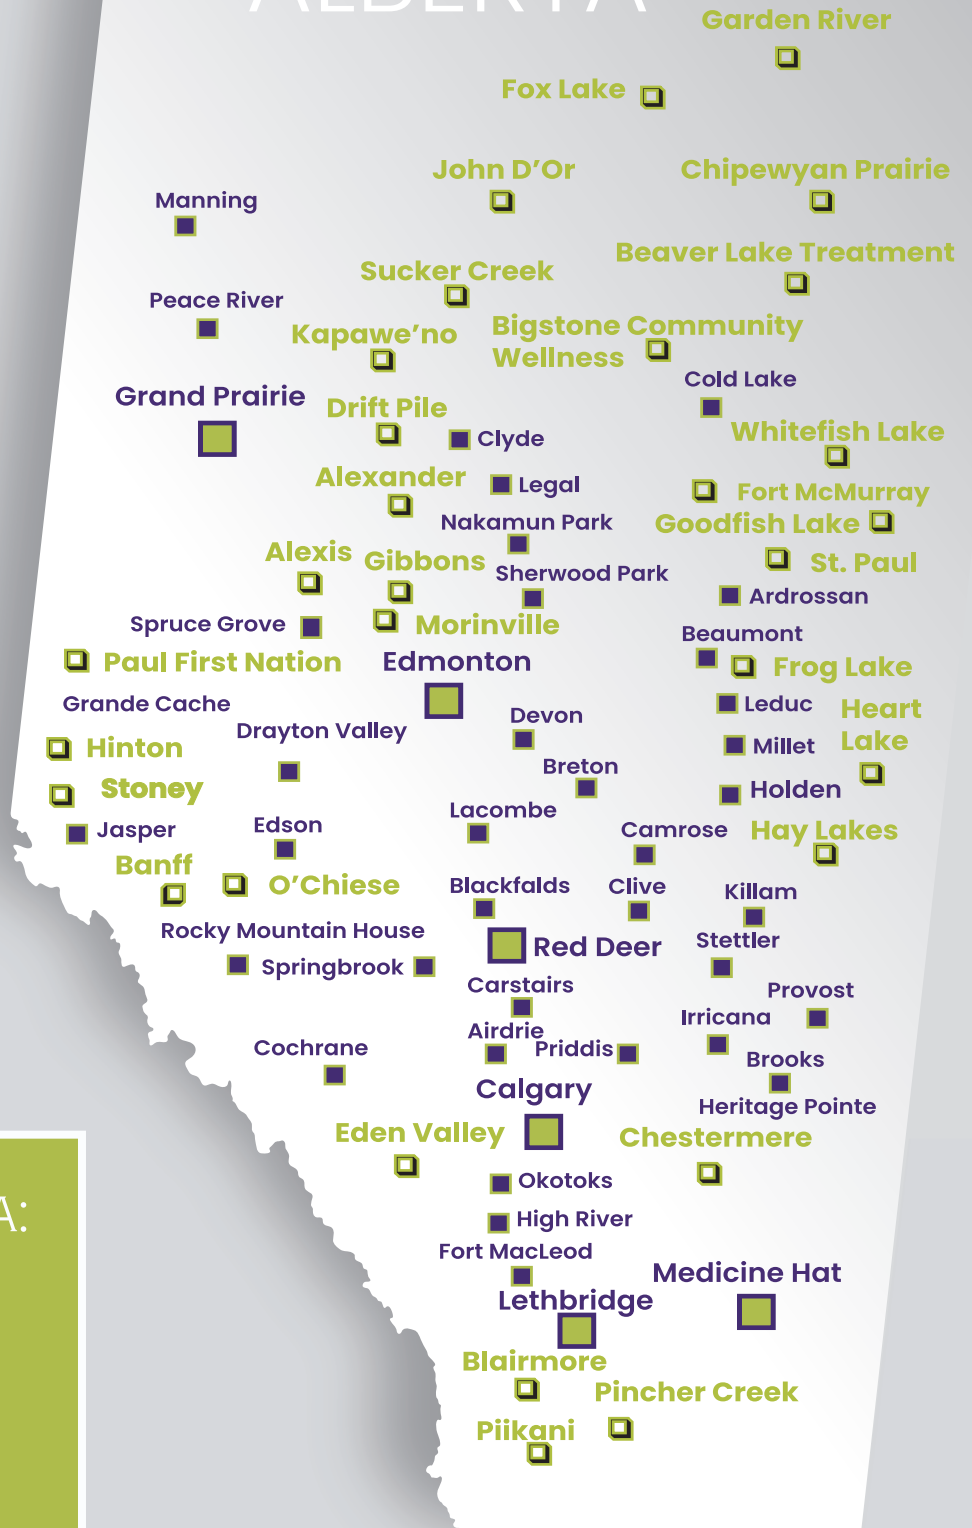 ALBERTA
Garden River
Fox Lake
John D’Or
Chipewyan Prairie
Manning
Beaver Lake Treatment
Sucker Creek
Peace River
Kapawe’no
Bigstone Community
Wellness
Cold Lake
Grand Prairie
Drift Pile
Whitefish Lake
Clyde
Alexander
Legal
Fort McMurray
Nakamun Park
Goodfish Lake
Alexis
Gibbons
St. Paul
Sherwood Park
Ardrossan
Spruce Grove
Morinville
Beaumont
Paul First Nation
Edmonton
Frog Lake
Grande Cache
Leduc
Heart
Lake
Devon
Drayton Valley
Hinton
Millet
Breton
Stoney
Holden
Lacombe
Jasper
Edson
Camrose
Hay Lakes
Banff
O’Chiese
Blackfalds
Clive
Killam
Rocky Mountain House
Red Deer
Stettler
Springbrook
Carstairs
Provost
Irricana
Airdrie
Cochrane
Priddis
Brooks
Calgary
Heritage Pointe
Eden Valley
Chestermere
Okotoks
A:
High River
Fort MacLeod
Medicine Hat
Lethbridge
Blairmore
Pincher Creek
Piikani